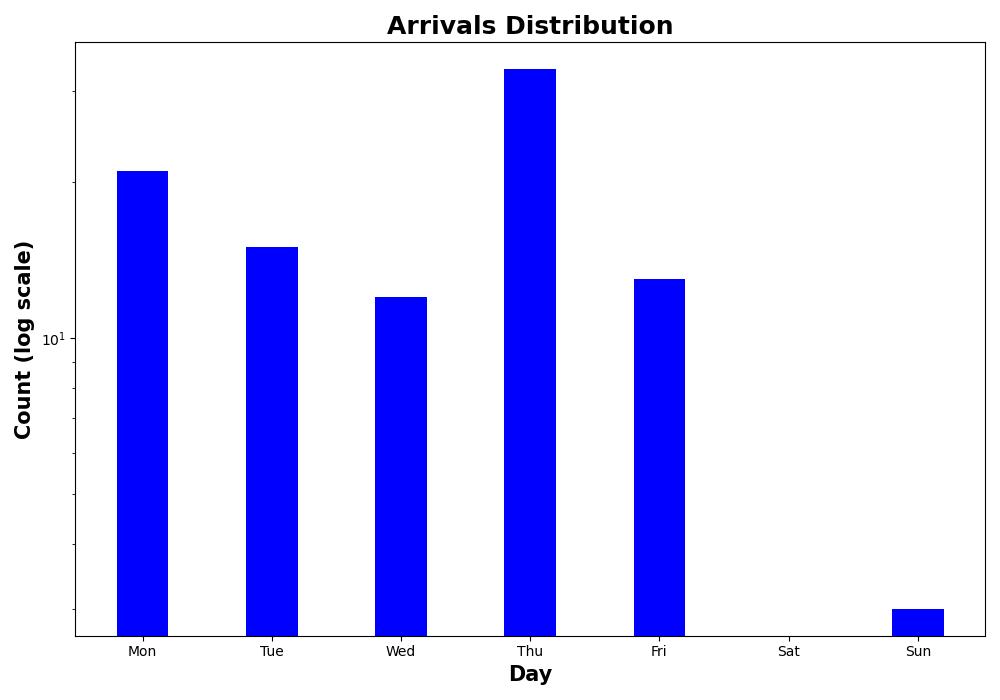 Arrivals Distribution
Count (log scale)
10¹
Mon Tue Wed Thu Fri Sat Sun
Day